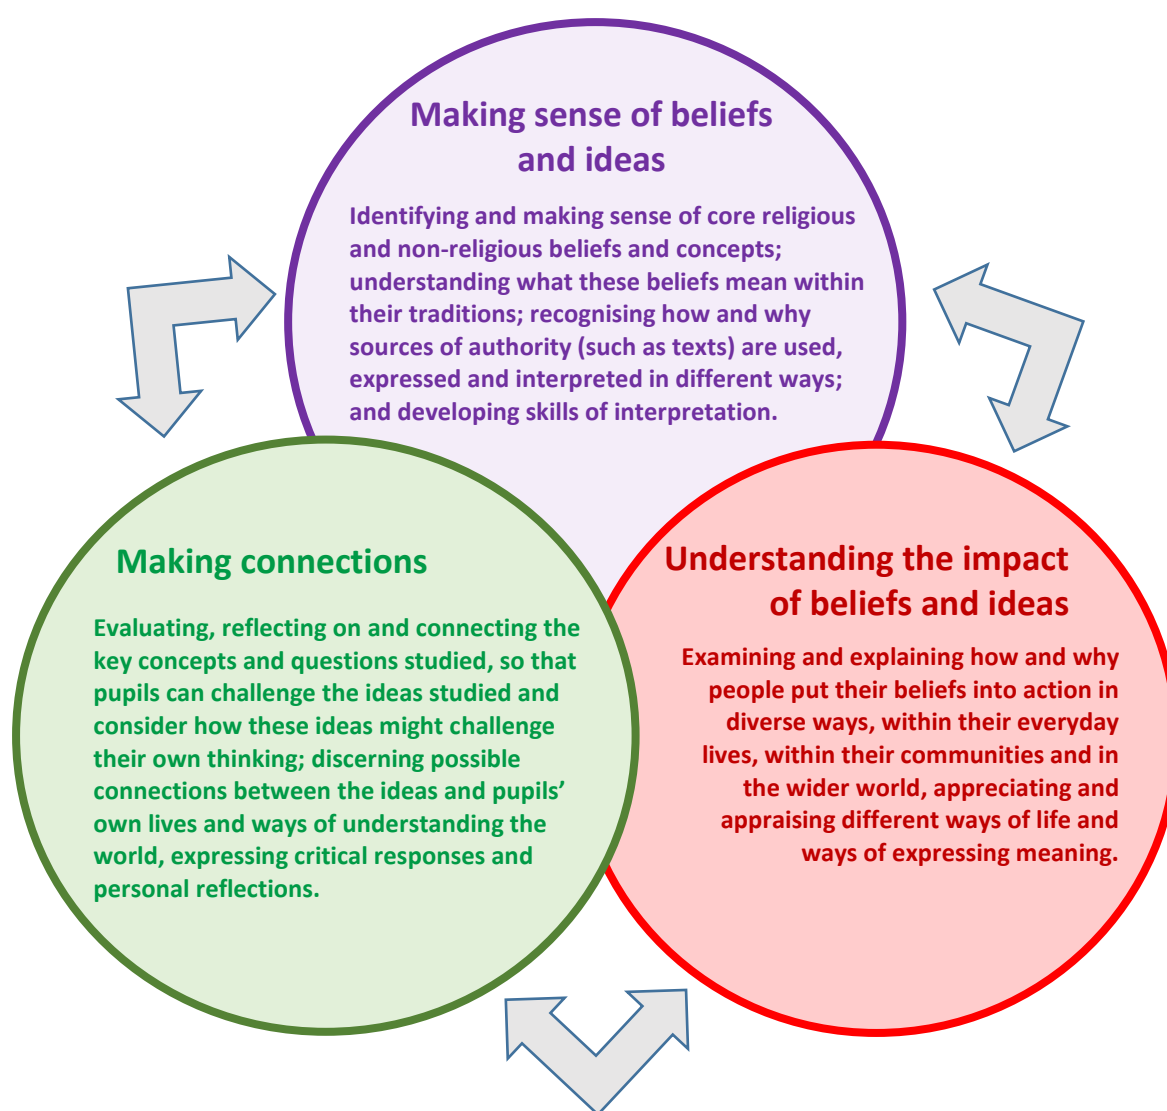 Making sense of beliefs
and ideas
Identifying and making sense of core religious
and non-religious beliefs and concepts;
understanding what these beliefs mean within
their traditions; recognising how and why
sources of authority (such as texts) are used,
expressed and interpreted in different ways;
and developing skills of interpretation.
Making connections
Evaluating, reflecting on and connecting the
key concepts and questions studied, so that
pupils can challenge the ideas studied and
consider how these ideas might challenge
their own thinking; discerning possible
connections between the ideas and pupils’
own lives and ways of understanding the
world, expressing critical responses and
personal reflections.
Understanding the impact
of beliefs and ideas
Examining and explaining how and why
people put their beliefs into action in
diverse ways, within their everyday
lives, within their communities and in
the wider world, appreciating and
appraising different ways of life and
ways of expressing meaning.